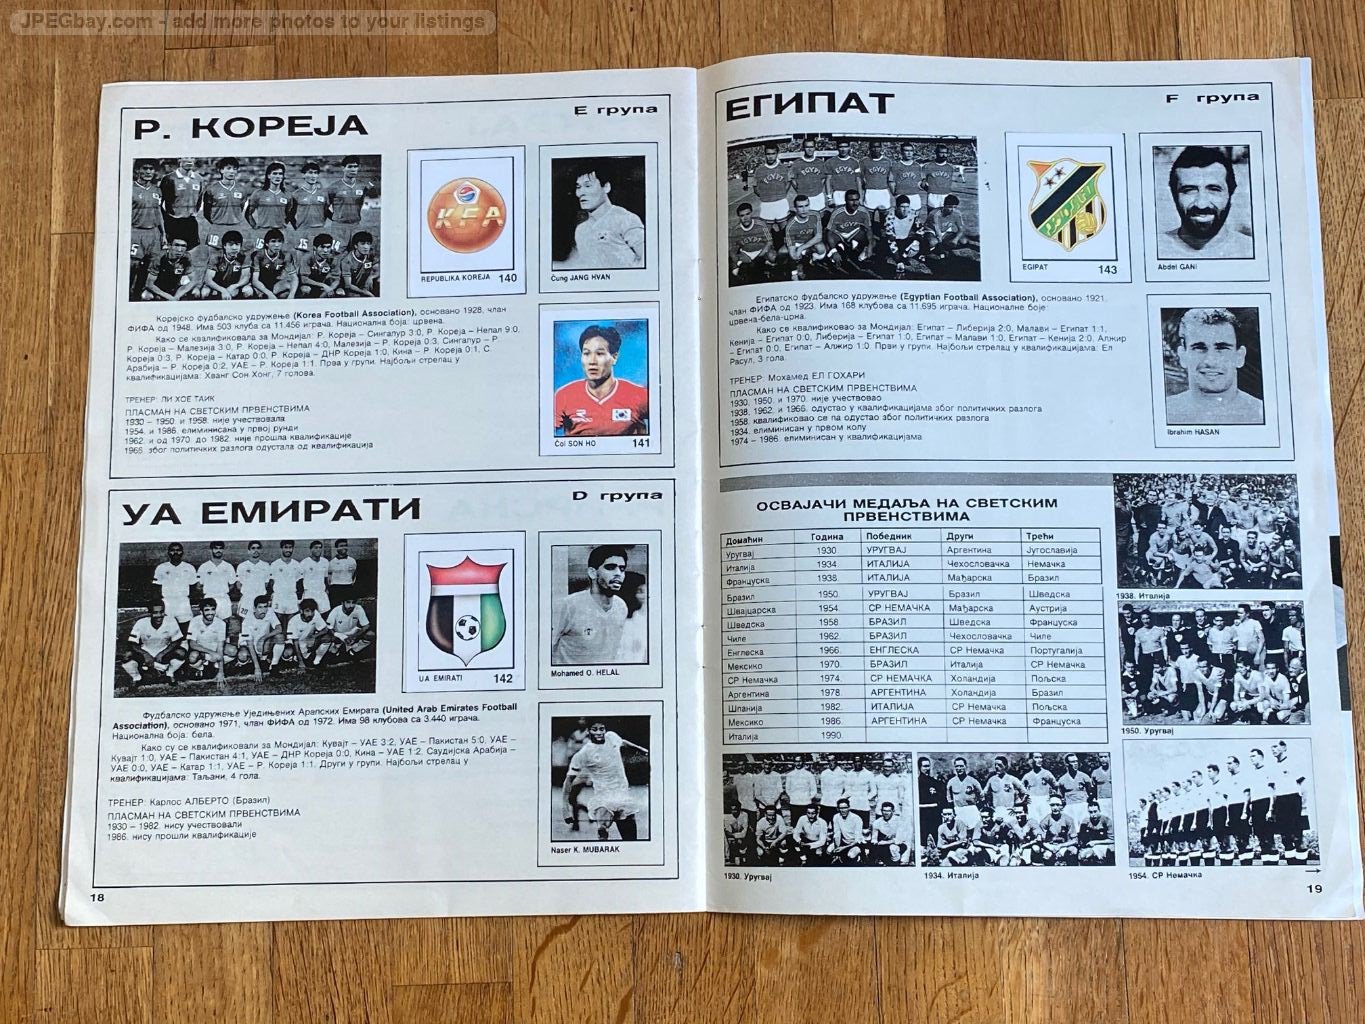 JPEGbay.com - add more photos to your listings
Р. КОРЕЈА
Е група
REPUBLIKA KOREJA 140
Čung JANG HVAN
Корејско фудбалско удружење (Korea Football Association), основано 1928, члан
ФИФА од 1948. Има 503 клуба са 11.456 играча. Национална боја: црвена.
Како се квалификовала за Мондијал: Р. Кореја – Сингапур 3:0, Р. Кореја – Непал 9:0,
Р. Кореја – Малезија 3:0, Р. Кореја – Непал 4:0, Малезија – Р. Кореја 0:3, Сингапур – Р.
Кореја 0:3, Р. Кореја – Катар 0:0, Р. Кореја – ДНР Кореја 1:0, Кина – Р. Кореја 0:1, С.
Арабија – Р. Кореја 0:2, УАЕ – Р. Кореја 1:1. Прва у групи. Најбољи стрелац у
квалификацијама: Хванг Сон Хонг, 7 голова.
ТРЕНЕР: ЛИ ХОЕ ТАИК
ПЛАСМАН НА СВЕТСКИМ ПРВЕНСТВИМА
1930 – 1950. и 1958. није учествовала
1954. и 1986. елиминисана у првој рунди
1962. и од 1970. до 1982. није прошла квалификације
1966. због политичких разлога одустала од квалификација
Čoi SON HO 141
УА ЕМИРАТИ
D група
UA EMIRATI 142
Mohamed O. HELAL
Фудбалско удружење Уједињених Арапских Емирата (United Arab Emirates Football
Association), основано 1971, члан ФИФА од 1972. Има 98 клубова са 3.440 играча.
Национална боја: бела.
Како су се квалификовали за Мондијал: Кувајт – УАЕ 3:2, УАЕ – Пакистан 5:0, УАЕ –
Кувајт 1:0, УАЕ – Пакистан 4:1, УАЕ – ДНР Кореја 0:0, Кина – УАЕ 1:2, Саудијска Арабија –
УАЕ 0:0, УАЕ – Катар 1:1, УАЕ – Р. Кореја 1:1, Други у групи. Најбољи стрелац у
квалификацијама: Таљани, 4 гола.
ТРЕНЕР: Карлос АЛБЕРТО (Бразил)
ПЛАСМАН НА СВЕТСКИМ ПРВЕНСТВИМА
1930 – 1982. нису учествовали
1986. нису прошли квалификације
Naser K. MUBARAK
18
ЕГИПАТ
F група
EGYPT
EGIPAT 143
Abdel GANI
Египатско фудбалско удружење (Egyptian Football Association), основано 1921.
члан ФИФА од 1923. Има 168 клубова са 11.695 играча. Националне боје:
црвена-бела-црна.
Како се квалификовао за Мондијал: Египат – Либерија 2:0, Малави – Египат 1:1,
Кенија – Египат 0:0, Либерија – Египат 1:0, Египат – Малави 1:0, Египат – Кенија 2:0, Алжир
– Египат 0:0, Египат – Алжир 1:0. Први у групи. Најбољи стрелац у квалификацијама: Ел
Расул, 3 гола.
ТРЕНЕР: Мохамед ЕЛ ГОХАРИ
ПЛАСМАН НА СВЕТСКИМ ПРВЕНСТВИМА
1930. 1950. и 1970. није учествовао
1938. 1962. и 1966. одустао у квалификацијама због политичких разлога
1958. квалификовао се па одустао због политичких разлога
1934. елиминисан у првом колу
1974 – 1986. елиминисан у квалификацијама
Ibrahim HASAN
ОСВАЈАЧИ МЕДАЉА НА СВЕТСКИМ
ПРВЕНСТВИМА
Домаћин Година Победник Други Трећи
Уругвај 1930. УРУГВАЈ Аргентина Југославија
Италија 1934 ИТАЛИЈА Чехословачка Немачка
Француска 1938 ИТАЛИЈА Мађарска Бразил
Бразил 1950 УРУГВАЈ Бразил Шведска
Швајцарска 1954. СР НЕМАЧКА Мађарска Аустрија
Шведска 1958. БРАЗИЛ Шведска Француска
Чиле 1962. БРАЗИЛ Чехословачка Чиле
Енглеска 1966. ЕНГЛЕСКА СР Немачка Португалија
Мексико 1970. БРАЗИЛ Италија СР Немачка
СР Немачка 1974. СР НЕМАЧКА Холандија Пољска
Аргентина 1978. АРГЕНТИНА Холандија Бразил
Шпанија 1982. ИТАЛИЈА СР Немачка Пољска
Мексико 1986. АРГЕНТИНА СР Немачка Француска
Италија 1990.
1938. Италија
1950. Уругвај
1930. Уругвај
1934. Италија
1954. СР Немачка
19